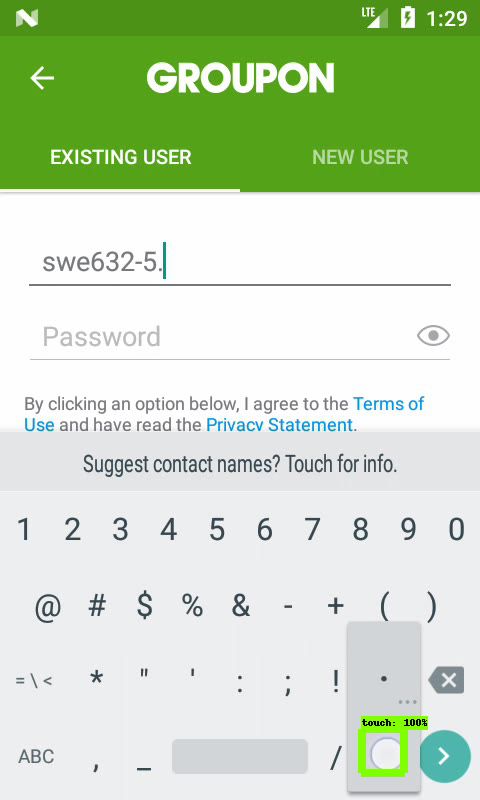 LTE 1:29
GROUPON
EXISTING USER NEW USER
swe632-5.
Password
By clicking an option below, I agree to the Terms of
Use and have read the Privacy Statement.
Suggest contact names? Touch for info.
1 2 3 4 5 6 7 8 9 0
@ # $ % & - + ( )
= \ < * " ' : ; ! .
touch: 100%
ABC , _ /